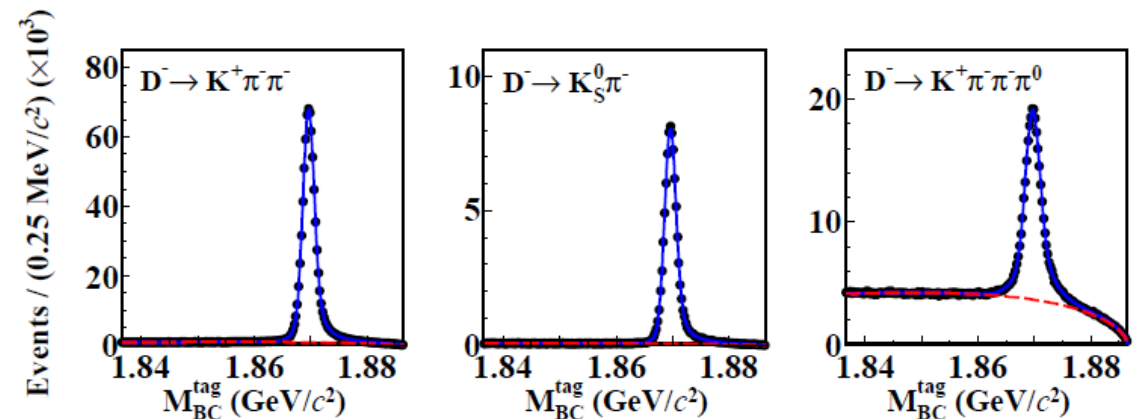 Events / (0.25 MeV/c²) (×10³)
D⁻→ K⁺π⁻π⁻
80
60
40
20
0
1.84 1.86 1.88
M_BC^tag (GeV/c²)
D⁻→ K_S^0π⁻
10
5
0
1.84 1.86 1.88
M_BC^tag (GeV/c²)
D⁻→ K⁺π⁻π⁻π⁰
20
10
0
1.84 1.86 1.88
M_BC^tag (GeV/c²)